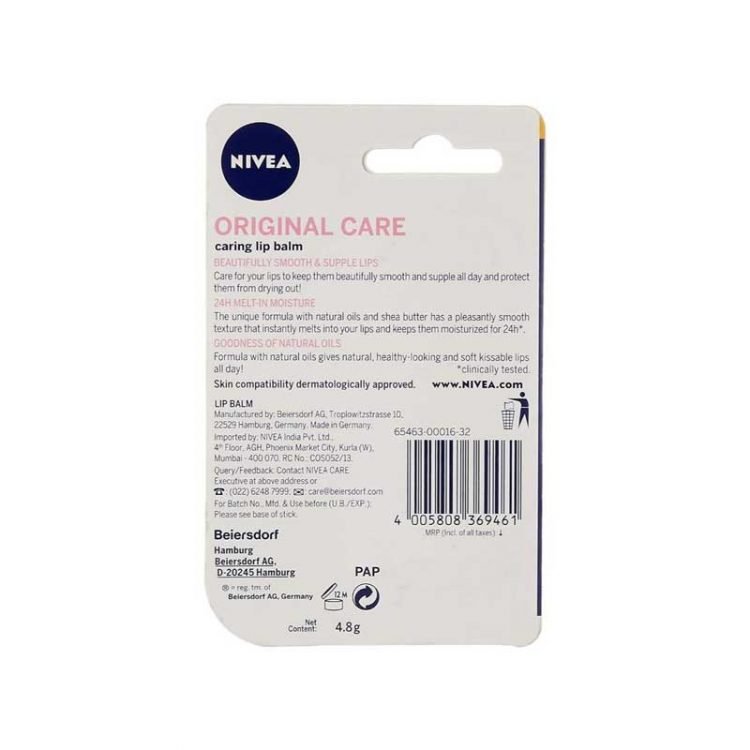 NIVEA
ORIGINAL CARE
caring lip balm
BEAUTIFULLY SMOOTH & SUPPLE LIPS
Care for your lips to keep them beautifully smooth and supple all day and protect
them from drying out!
24H MELT-IN MOISTURE
The unique formula with natural oils and shea butter has a pleasantly smooth
texture that instantly melts into your lips and keeps them moisturized for 24h*.
GOODNESS OF NATURAL OILS
Formula with natural oils gives natural, healthy-looking and soft kissable lips
all day!
*clinically tested.
Skin compatibility dermatologically approved.
www.NIVEA.com
LIP BALM
Manufactured by: Beiersdorf AG, Troplowitzstrasse 10,
22529 Hamburg, Germany. Made in Germany.
Imported by: NIVEA India Pvt. Ltd.,
4th Floor, AGH, Phoenix Market City, Kurla (W),
Mumbai - 400 070. RC No.: COS052/13.
Query/Feedback: Contact NIVEA CARE
Executive at above address or
☎: (022) 6248 7999; ✉: care@beiersdorf.com
For Batch No., Mfd. & Use before (U.B./EXP.);
Please see base of stick.
65463-00016-32
4 005808 369461
MRP (Incl. of all taxes) ↓
Beiersdorf
Hamburg
Beiersdorf AG,
D-20245 Hamburg
® = reg. tm. of
Beiersdorf AG, Germany
12 M
PAP
Net
Content: 4.8g